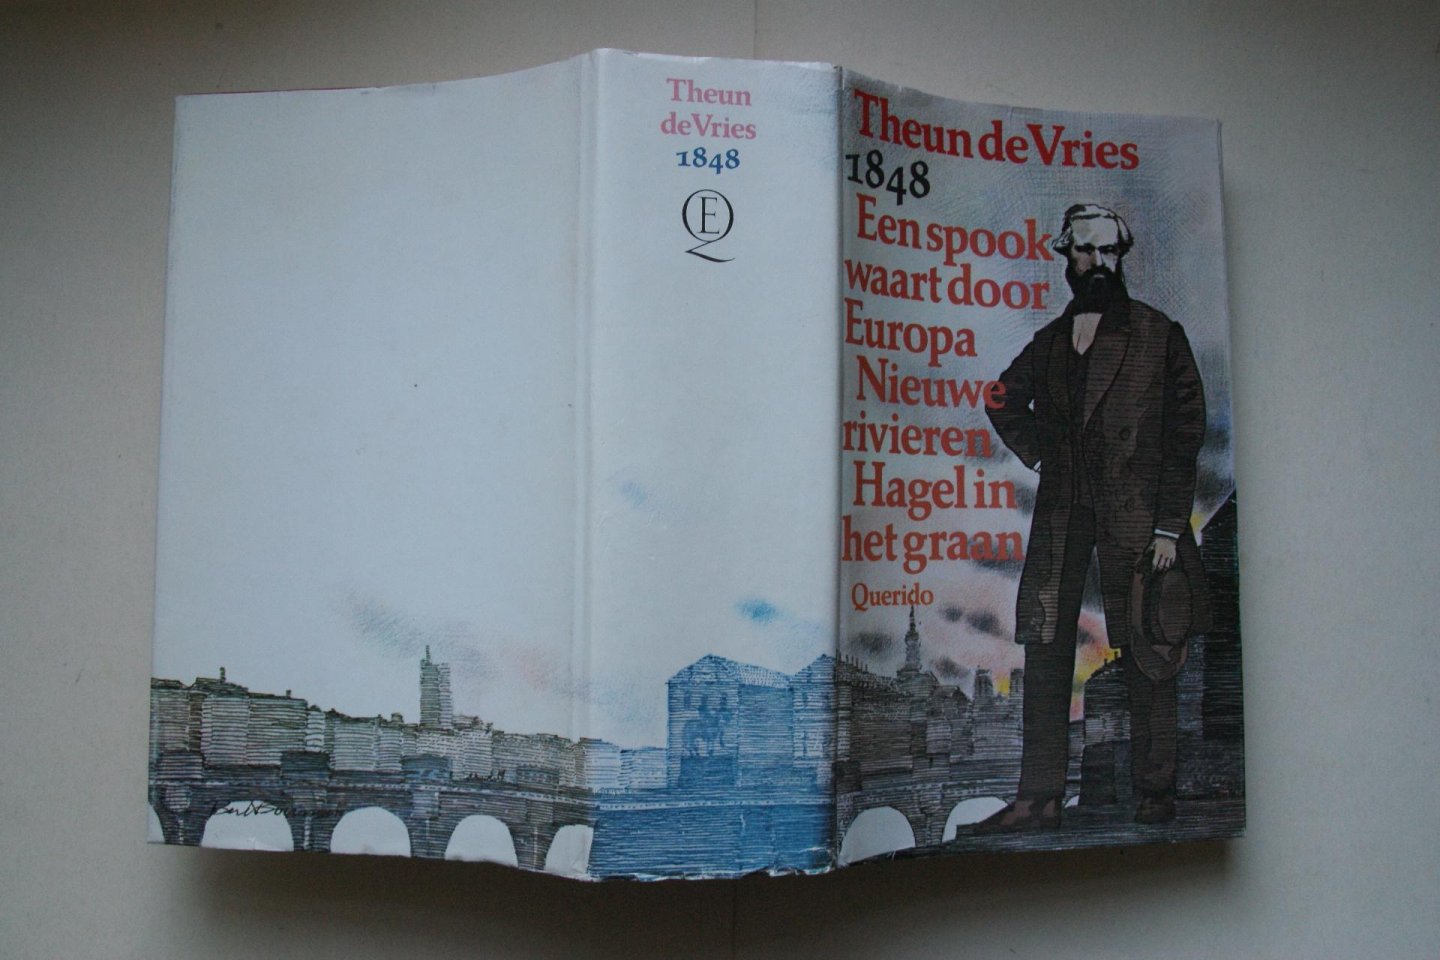 Theun
de Vries
1848
EQ
Theun de Vries
1848
Een spook
waart door
Europa
Nieuwe
rivieren
Hagel in
het graan
Querido